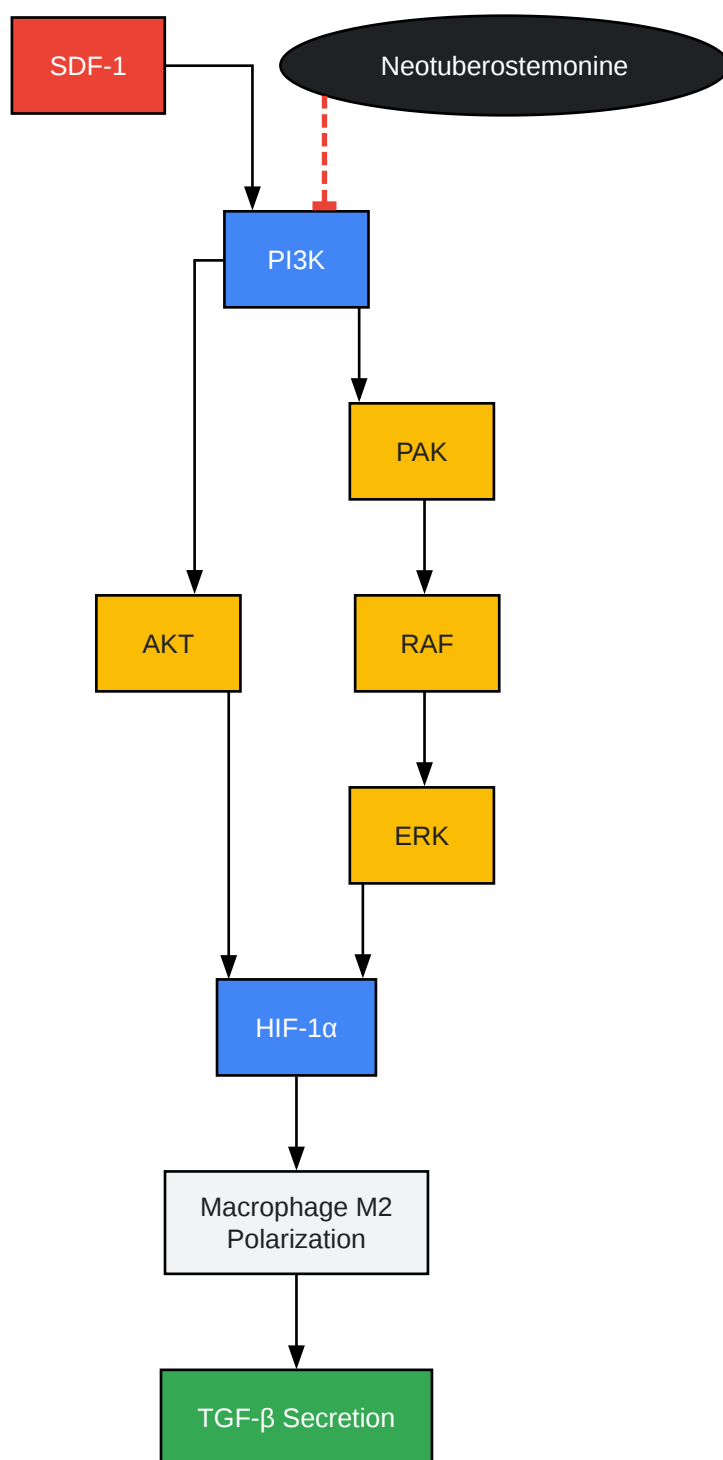 SDF-1
Neotuberostemonine
PI3K
PAK
AKT
RAF
ERK
HIF-1α
Macrophage M2
Polarization
TGF-β Secretion